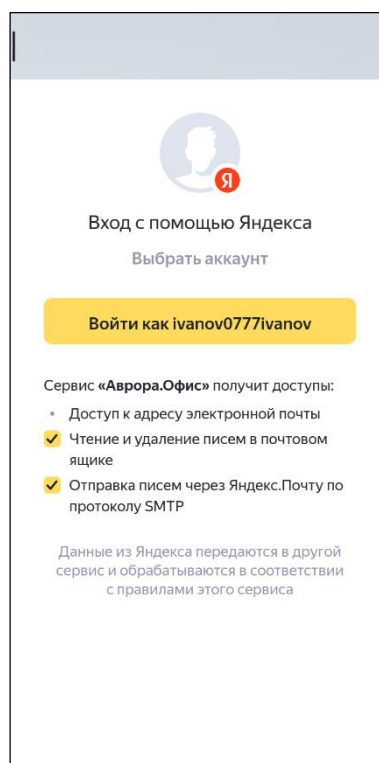 Я
Вход с помощью Яндекса
Выбрать аккаунт
Войти как ivanov0777ivanov
Сервис «Аврора.Офис» получит доступы:
• Доступ к адресу электронной почты
Чтение и удаление писем в почтовом
ящике
Отправка писем через Яндекс.Почту по
протоколу SMTP
Данные из Яндекса передаются в другой
сервис и обрабатываются в соответствии
с правилами этого сервиса